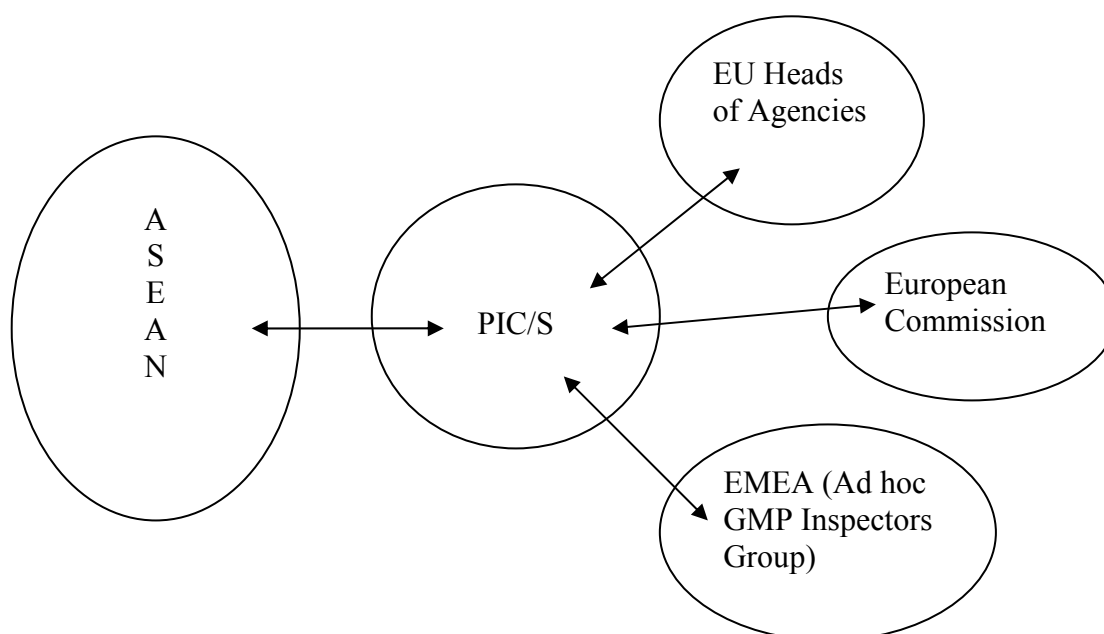 A
S
E
A
N
PIC/S
EU Heads
of Agencies
European
Commission
EMEA (Ad hoc
GMP Inspectors
Group)